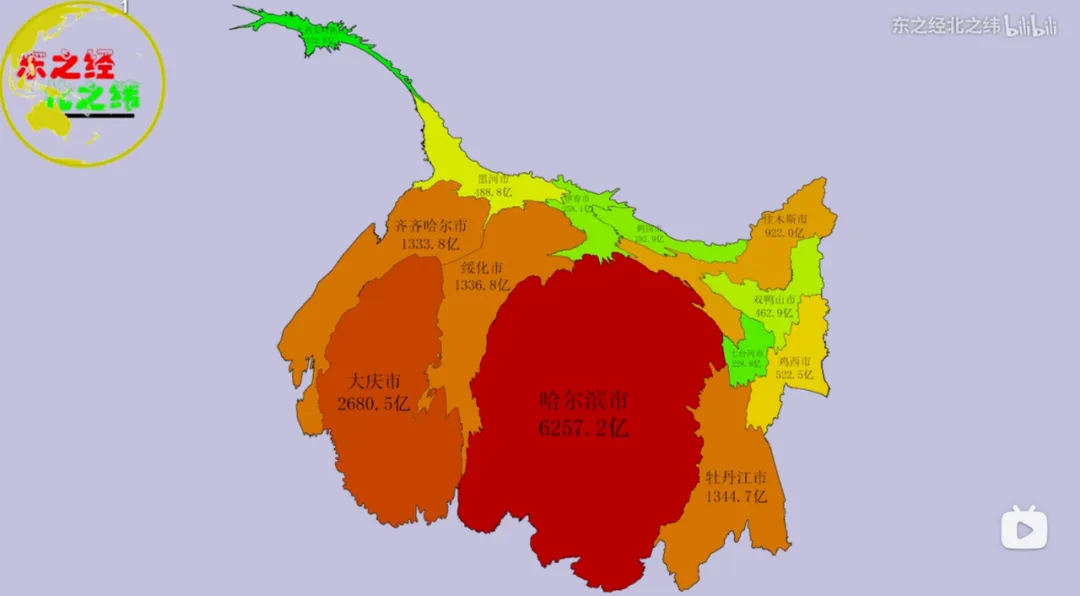 1
东之经
北之纬
东之经北之纬 bilibili
黑河市
488.8亿
伊春市
鹤岗市
282.9亿
佳木斯市
922.0亿
齐齐哈尔市
1333.8亿
绥化市
1336.8亿
双鸭山市
462.9亿
七台河市
228.8亿
鸡西市
522.5亿
大庆市
2680.5亿
哈尔滨市
6257.2亿
牡丹江市
1344.7亿